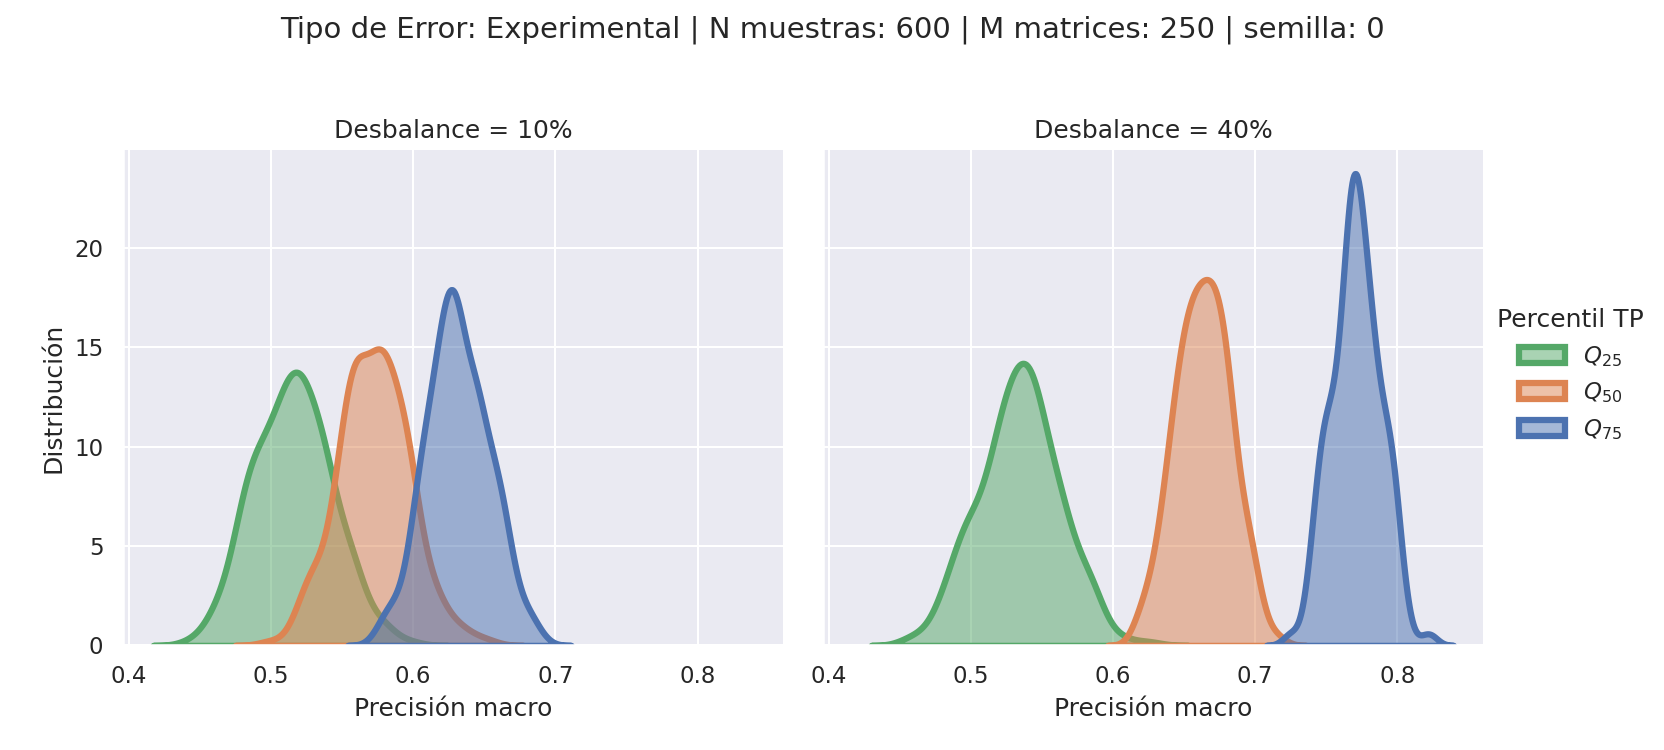 Tipo de Error: Experimental | N muestras: 600 | M matrices: 250 | semilla: 0
Desbalance = 10%
Desbalance = 40%
Distribución
20
15
10
5
0
0.4 0.5 0.6 0.7 0.8
0.4 0.5 0.6 0.7 0.8
Precisión macro
Precisión macro
Percentil TP
Q25
Q50
Q75